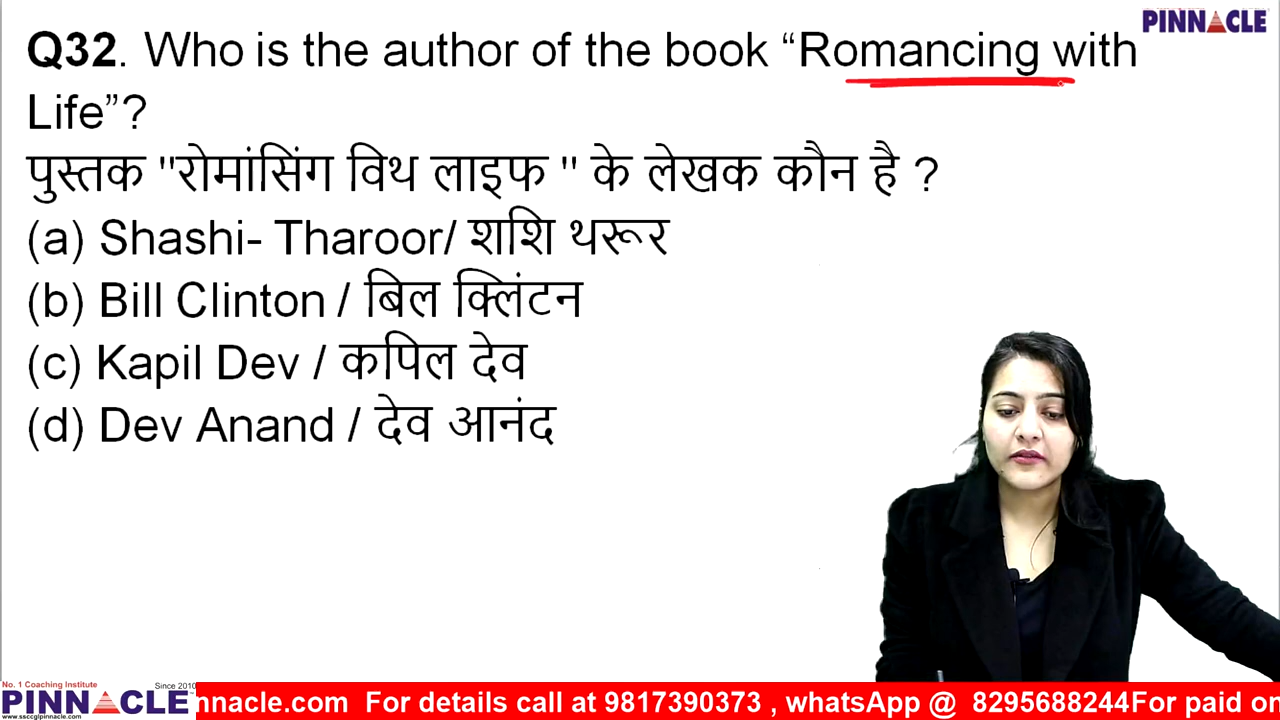 PINNACLE
Q32. Who is the author of the book “Romancing with
Life”?
पुस्तक "रोमांसिंग विथ लाइफ " के लेखक कौन है ?
(a) Shashi- Tharoor/ शशि थरूर
(b) Bill Clinton / बिल क्लिंटन
(c) Kapil Dev / कपिल देव
(d) Dev Anand / देव आनंद
No. 1 Coaching Institute
Since 2010
PINNACLE
www.ssccglpinnacle.com
nnacle.com For details call at 9817390373 , whatsApp @ 8295688244For paid on